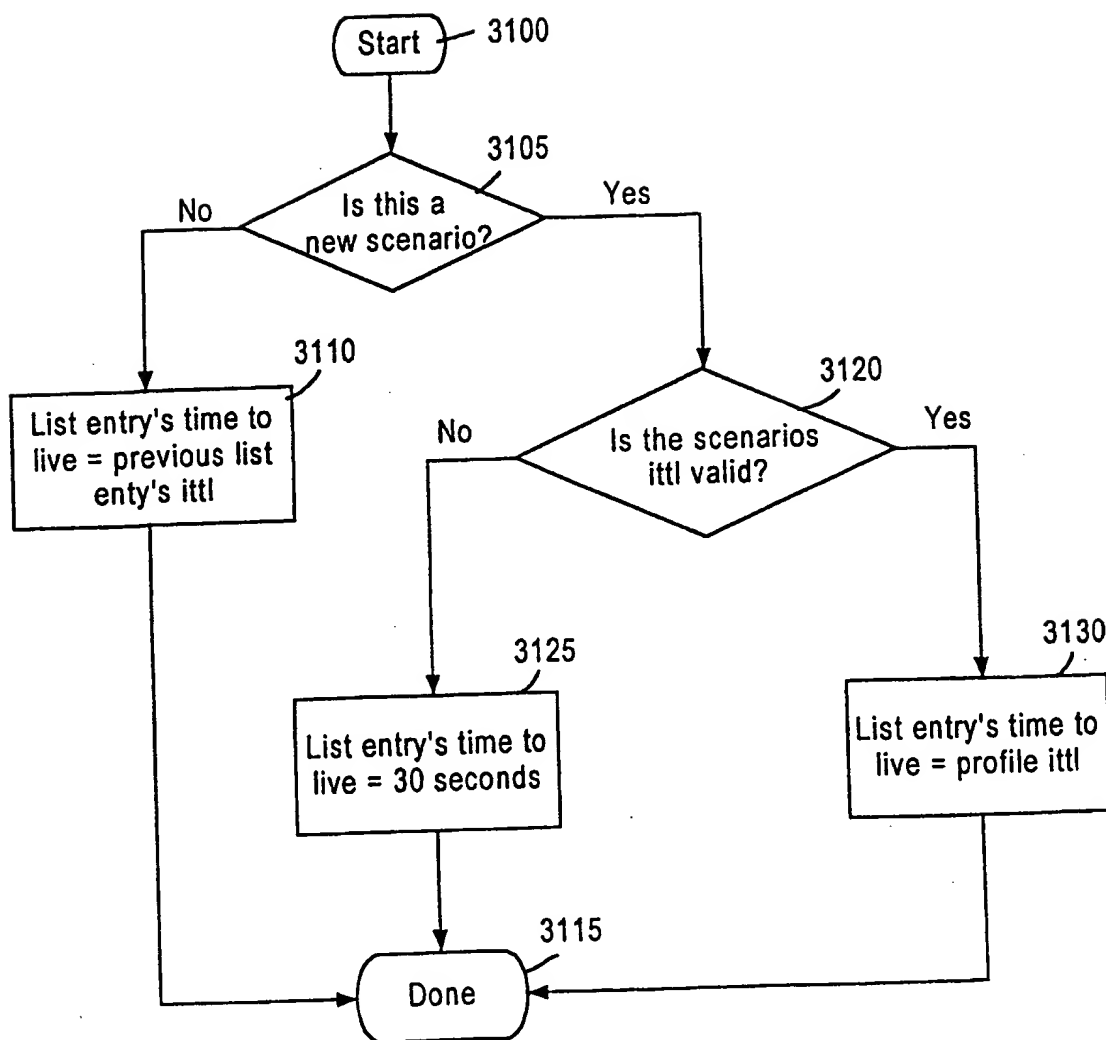 Start
3100
3105
Is this a
new scenario?
No
Yes
3110
List entry's time to
live = previous list
enty's ittl
3120
Is the scenarios
ittl valid?
No
Yes
3125
List entry's time to
live = 30 seconds
3130
List entry's time to
live = profile ittl
3115
Done